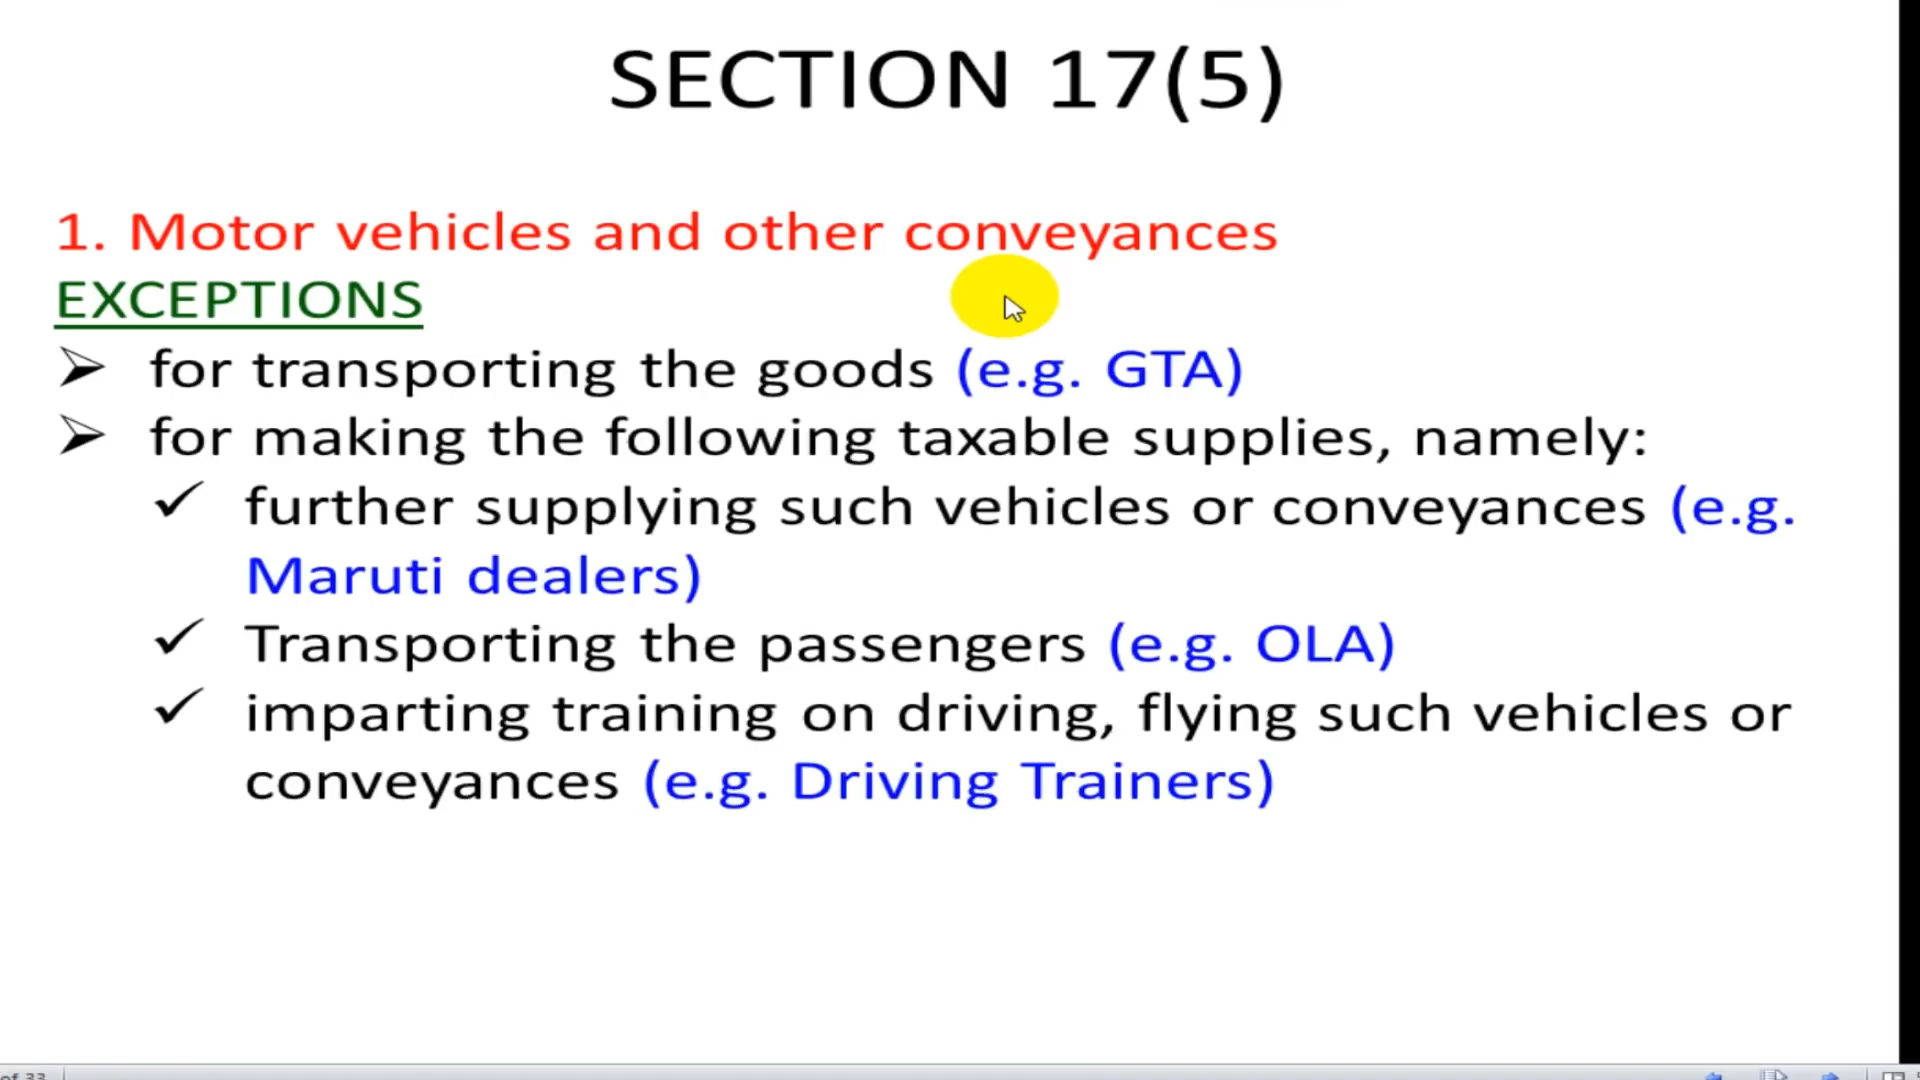 SECTION 17(5)
1. Motor vehicles and other conveyances
EXCEPTIONS
for transporting the goods (e.g. GTA)
for making the following taxable supplies, namely:
further supplying such vehicles or conveyances (e.g.
Maruti dealers)
Transporting the passengers (e.g. OLA)
imparting training on driving, flying such vehicles or
conveyances (e.g. Driving Trainers)
of 33